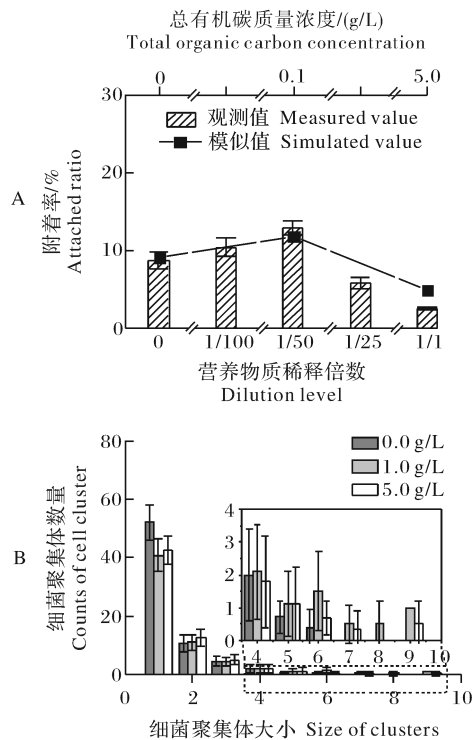 总有机碳质量浓度/(g/L)
Total organic carbon concentration
0 0.1 5.0
30
20
10
0
观测值 Measured value
模似值 Simulated value
A
附着率/%
Attached ratio
0 1/100 1/50 1/25 1/1
营养物质稀释倍数
Dilution level
B
细菌聚集体数量
Counts of cell cluster
80
60
40
20
0
0.0 g/L
1.0 g/L
5.0 g/L
4
3
2
1
0
4 5 6 7 8 9 10
0 2 4 6 8 10
细菌聚集体大小 Size of clusters